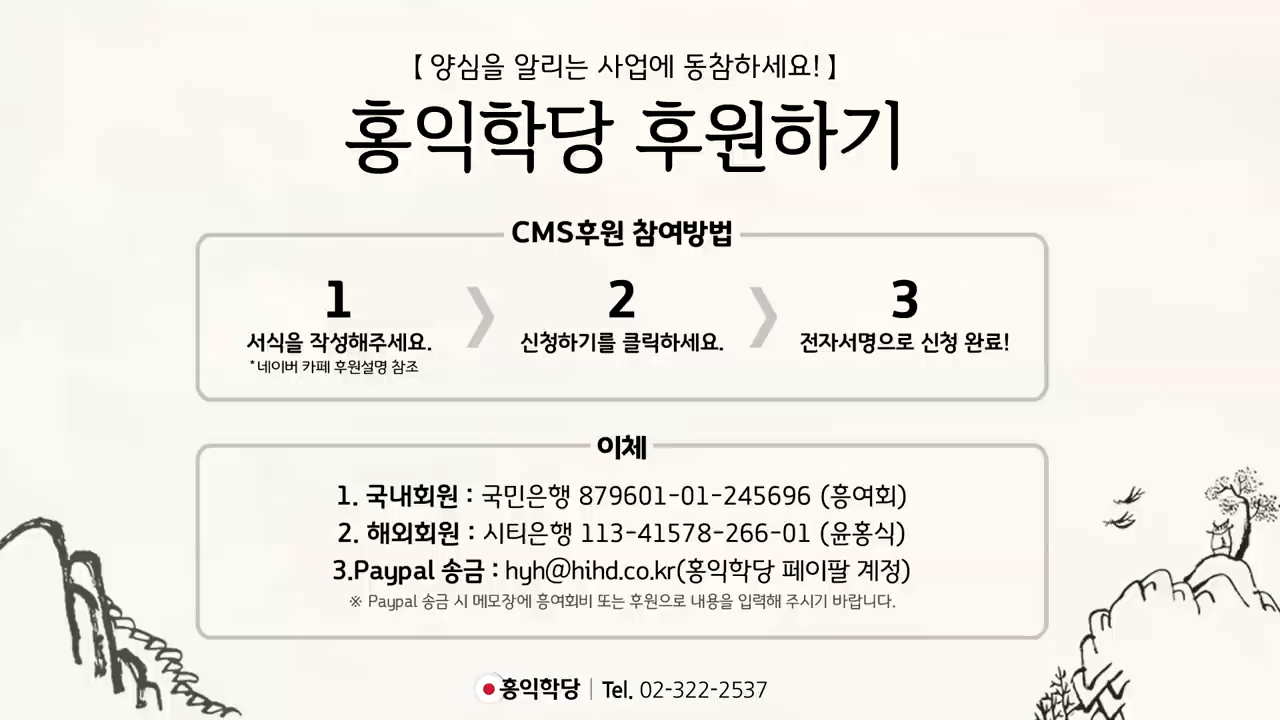 【 양심을 알리는 사업에 동참하세요! 】
홍익학당 후원하기
CMS후원 참여방법
1
서식을 작성해주세요.
*네이버 카페 후원설명 참조
2
신청하기를 클릭하세요.
3
전자서명으로 신청 완료!
이체
1. 국내회원 : 국민은행 879601-01-245696 (흥여회)
2. 해외회원 : 시티은행 113-41578-266-01 (윤홍식)
3.Paypal 송금 : hyh@hihd.co.kr(홍익학당 페이팔 계정)
※ Paypal 송금 시 메모장에 흥여회비 또는 후원으로 내용을 입력해 주시기 바랍니다.
홍익학당 | Tel. 02-322-2537